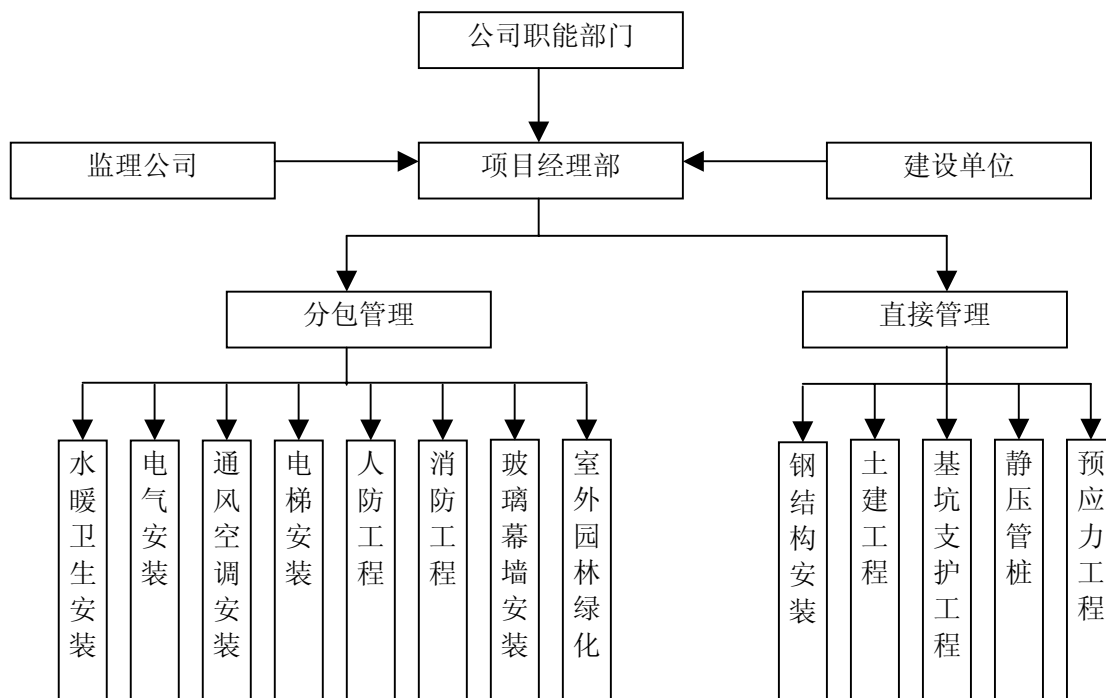 公司职能部门
监理公司
项目经理部
建设单位
分包管理
直接管理
水暖卫生安装
电气安装
通风空调安装
电梯安装
人防工程
消防工程
玻璃幕墙安装
室外园林绿化
钢结构安装
土建工程
基坑支护工程
静压管桩
预应力工程